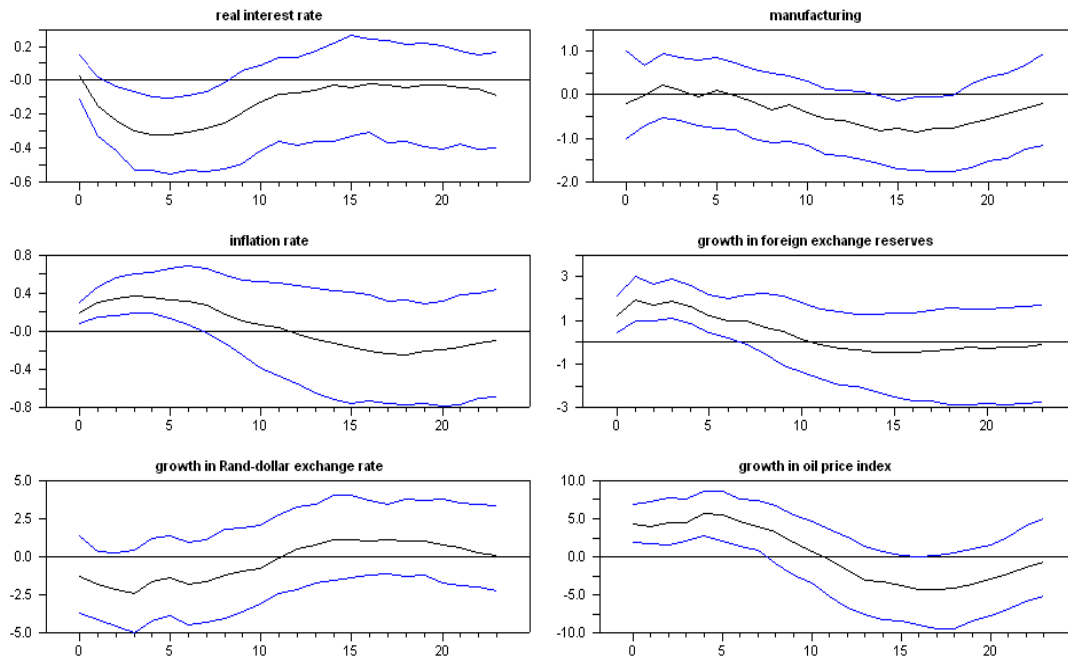 real interest rate
0.2
-0.0
-0.2
-0.4
-0.6
0 5 10 15 20
manufacturing
1.0
0.0
-1.0
-2.0
0 5 10 15 20
inflation rate
0.8
0.4
-0.0
-0.4
-0.8
0 5 10 15 20
growth in foreign exchange reserves
3
1
-1
-3
0 5 10 15 20
growth in Rand-dollar exchange rate
5.0
2.5
0.0
-2.5
-5.0
0 5 10 15 20
growth in oil price index
10.0
5.0
0.0
-5.0
-10.0
0 5 10 15 20